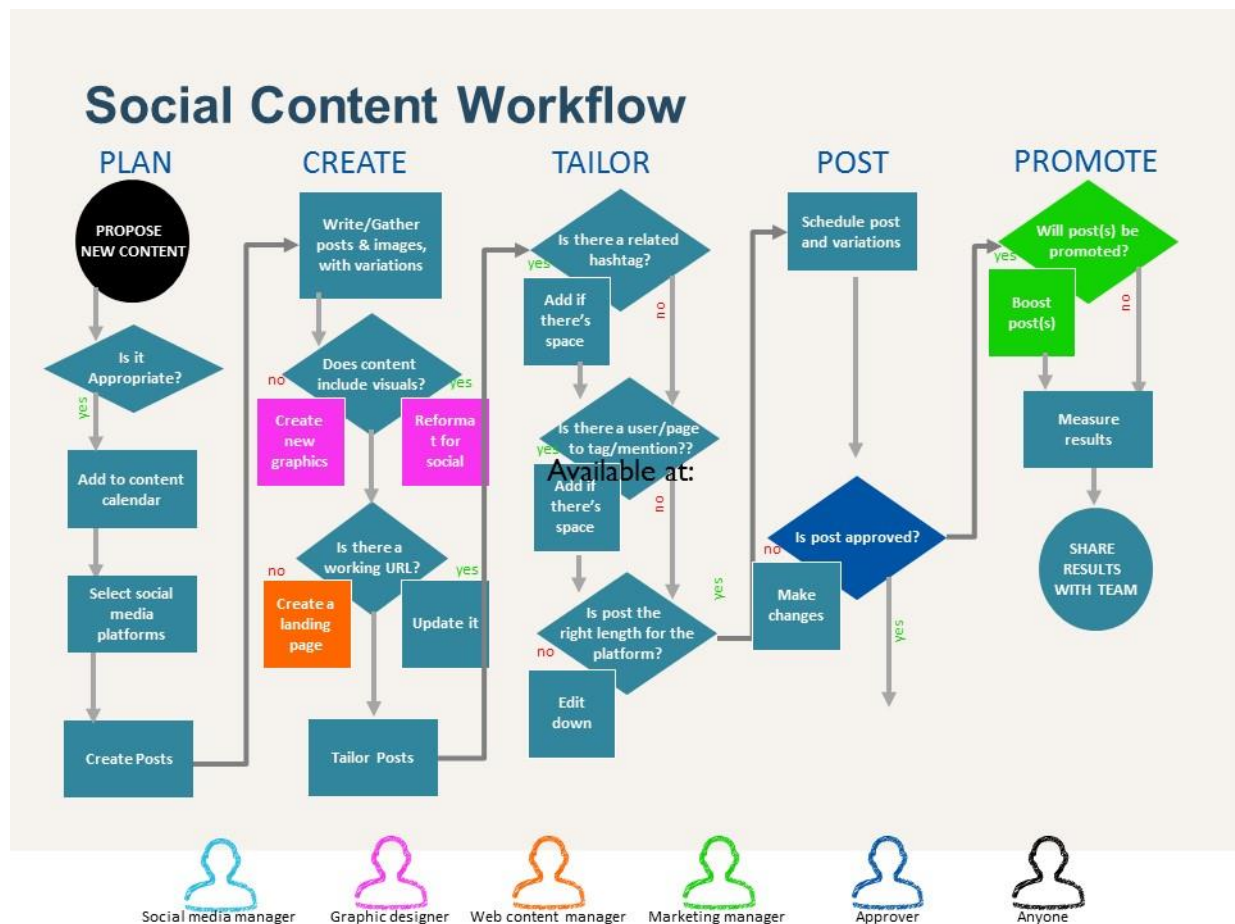 Social Content Workflow
PLAN
PROPOSE
NEW CONTENT
Is it
Appropriate?
yes
Add to content
calendar
Select social
media
platforms
Create Posts
CREATE
Write/Gather
posts & images,
with variations
Does content
include visuals?
no
yes
Create
new
graphics
Reforma
t for
social
Is there a
working URL?
no
yes
Create a
landing
page
Update it
Tailor Posts
TAILOR
Is there a related
hashtag?
yes
no
Add if
there's
space
Is there a user/page
to tag/mention??
yes
Available at:
no
Add if
there's
space
Is post the
right length for the
platform?
no
yes
Edit
down
POST
Schedule post
and variations
Is post approved?
no
Make
changes
yes
PROMOTE
Will post(s) be
promoted?
yes
no
Boost
post(s)
Measure
results
SHARE
RESULTS
WITH TEAM
Social media manager
Graphic designer
Web content manager
Marketing manager
Approver
Anyone